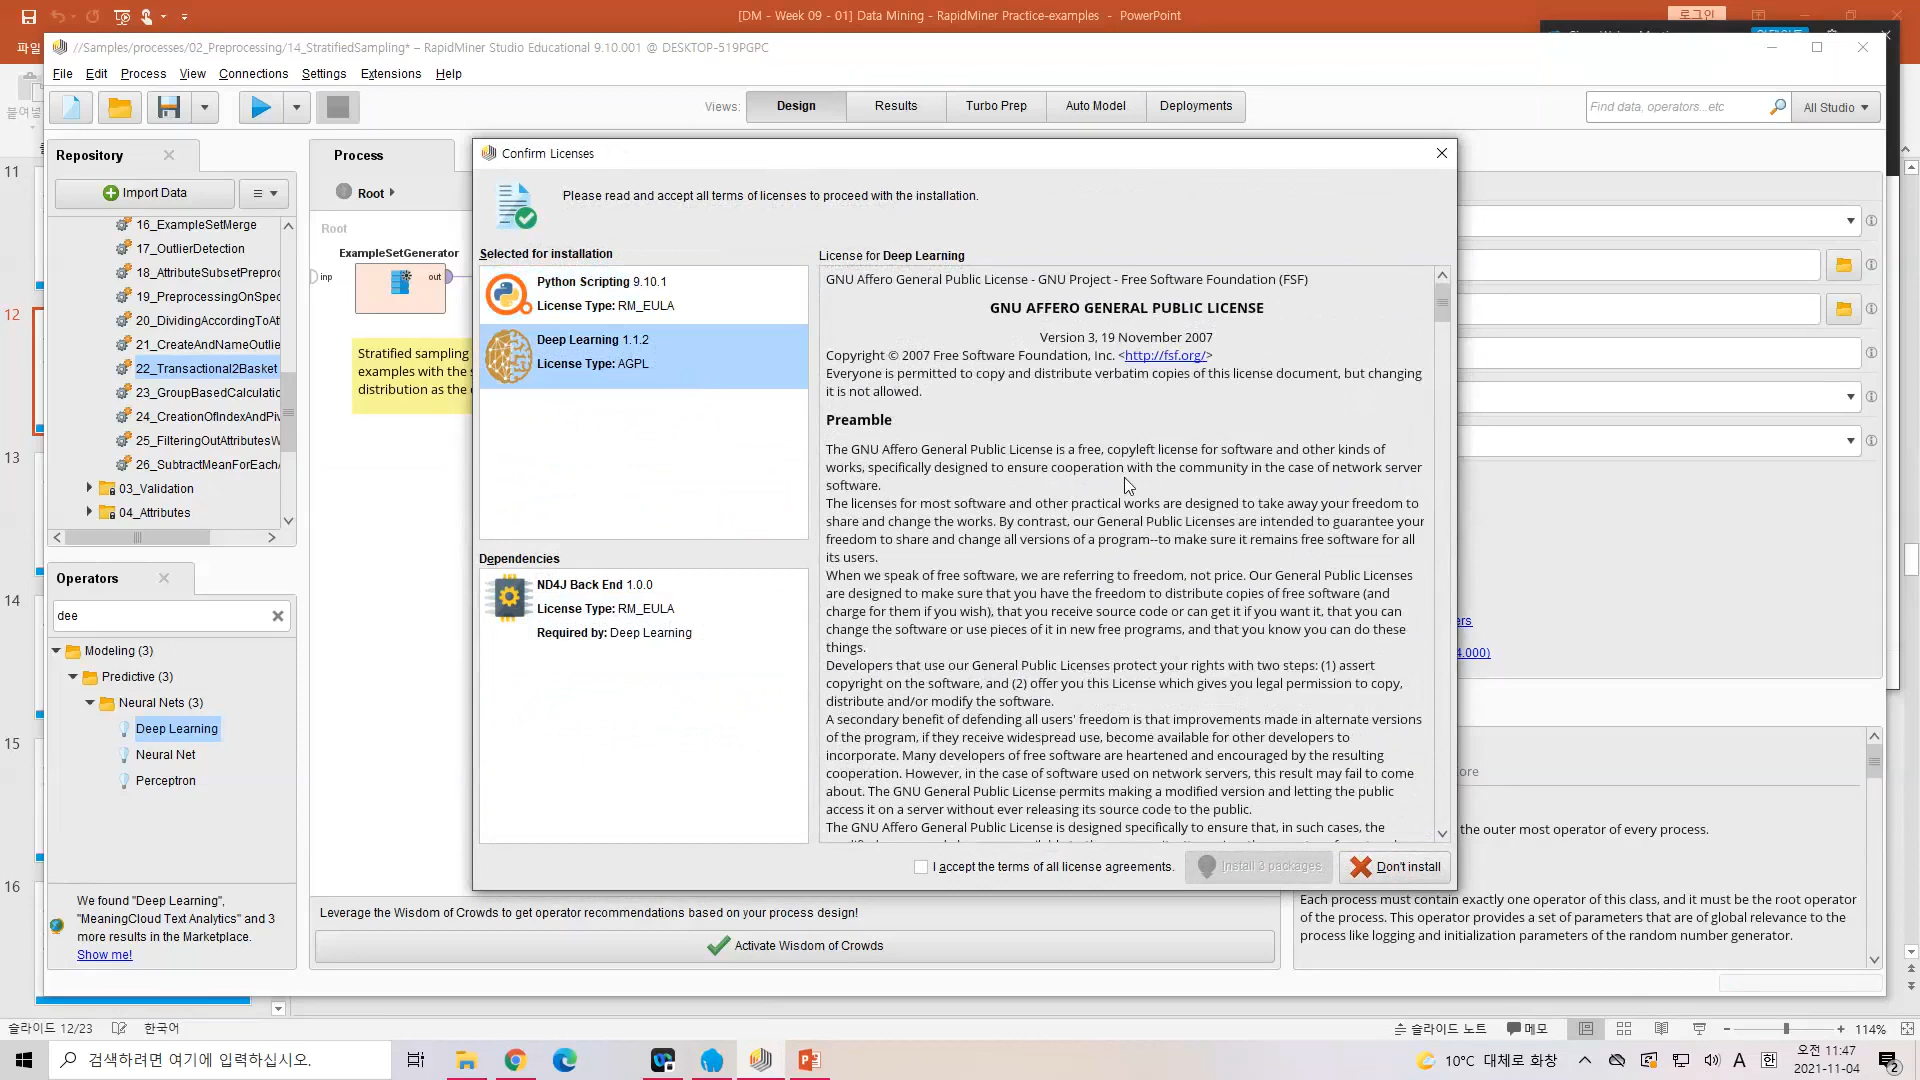 [DM - Week 09 - 01] Data Mining - RapidMiner Practice-examples - PowerPoint
로그인
파일
//Samples/processes/02_Preprocessing/14_StratifiedSampling* – RapidMiner Studio Educational 9.10.001 @ DESKTOP-519PGPC
File Edit Process View Connections Settings Extensions Help
Views: Design Results Turbo Prep Auto Model Deployments
Find data, operators...etc
All Studio
Repository
Import Data
16_ExampleSetMerge
17_OutlierDetection
18_AttributeSubsetPreproc
19_PreprocessingOnSpec
20_DividingAccordingToAt
21_CreateAndNameOutlie
22_Transactional2Basket
23_GroupBasedCalculatio
24_CreationOfIndexAndPiv
25_FilteringOutAttributesW
26_SubtractMeanForEachA
03_Validation
04_Attributes
Operators
dee
Modeling (3)
Predictive (3)
Neural Nets (3)
Deep Learning
Neural Net
Perceptron
We found "Deep Learning",
"MeaningCloud Text Analytics" and 3
more results in the Marketplace.
Show me!
11
12
13
14
15
16
Process
Root
Root
ExampleSetGenerator
inp
out
Stratified sampling
examples with the s
distribution as the
Confirm Licenses
Please read and accept all terms of licenses to proceed with the installation.
Selected for installation
Python Scripting 9.10.1
License Type: RM_EULA
Deep Learning 1.1.2
License Type: AGPL
Dependencies
ND4J Back End 1.0.0
License Type: RM_EULA
Required by: Deep Learning
License for Deep Learning
GNU Affero General Public License - GNU Project - Free Software Foundation (FSF)
GNU AFFERO GENERAL PUBLIC LICENSE
Version 3, 19 November 2007
Copyright © 2007 Free Software Foundation, Inc. <http://fsf.org/>
Everyone is permitted to copy and distribute verbatim copies of this license document, but changing
it is not allowed.
Preamble
The GNU Affero General Public License is a free, copyleft license for software and other kinds of
works, specifically designed to ensure cooperation with the community in the case of network server
software.
The licenses for most software and other practical works are designed to take away your freedom to
share and change the works. By contrast, our General Public Licenses are intended to guarantee your
freedom to share and change all versions of a program--to make sure it remains free software for all
its users.
When we speak of free software, we are referring to freedom, not price. Our General Public Licenses
are designed to make sure that you have the freedom to distribute copies of free software (and
charge for them if you wish), that you receive source code or can get it if you want it, that you can
change the software or use pieces of it in new free programs, and that you know you can do these
things.
Developers that use our General Public Licenses protect your rights with two steps: (1) assert
copyright on the software, and (2) offer you this License which gives you legal permission to copy,
distribute and/or modify the software.
A secondary benefit of defending all users' freedom is that improvements made in alternate versions
of the program, if they receive widespread use, become available for other developers to
incorporate. Many developers of free software are heartened and encouraged by the resulting
cooperation. However, in the case of software used on network servers, this result may fail to come
about. The GNU General Public License permits making a modified version and letting the public
access it on a server without ever releasing its source code to the public.
The GNU Affero General Public License is designed specifically to ensure that, in such cases, the
I accept the terms of all license agreements.
Install 3 packages
Don't install
ers
4.000)
ore
the outer most operator of every process.
Each process must contain exactly one operator of this class, and it must be the root operator
of the process. This operator provides a set of parameters that are of global relevance to the
process like logging and initialization parameters of the random number generator.
Leverage the Wisdom of Crowds to get operator recommendations based on your process design!
Activate Wisdom of Crowds
슬라이드 12/23 한국어
슬라이드 노트 메모 114%
검색하려면 여기에 입력하십시오.
10°C 대체로 화창
A 한
오전 11:47
2021-11-04
2